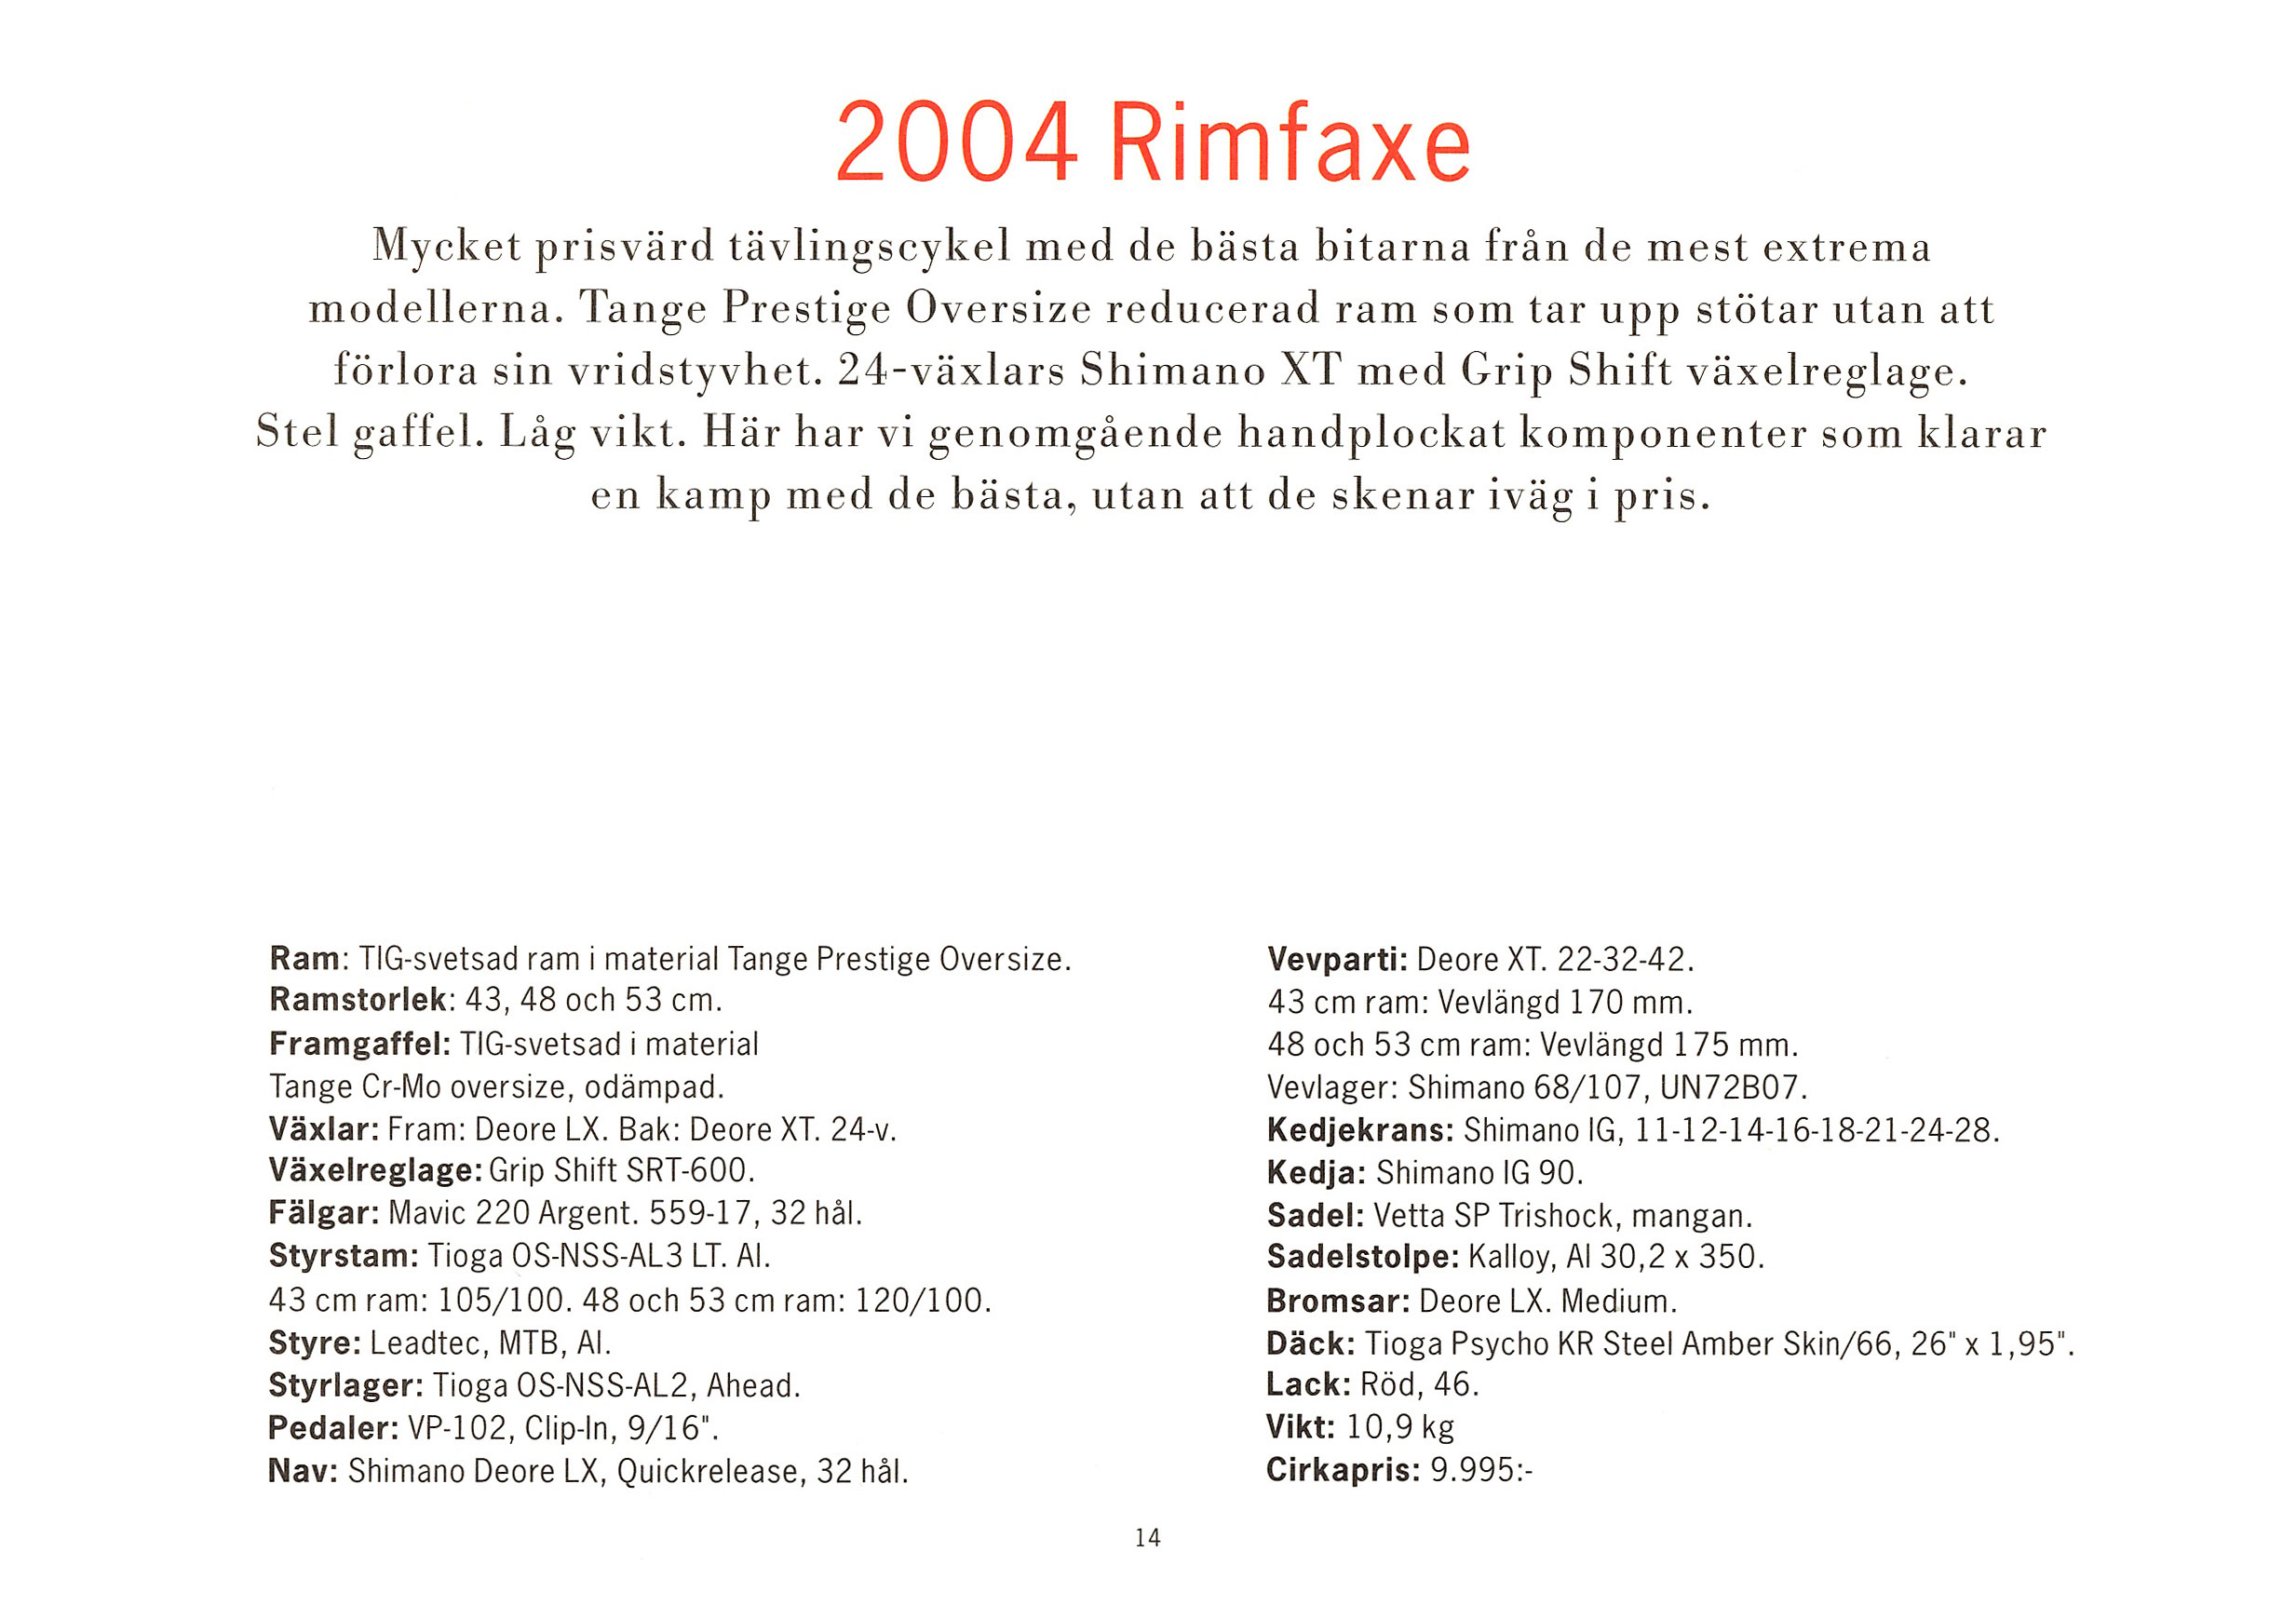 2004 Rimfaxe
Mycket prisvärd tävlingscykel med de bästa bitarna från de mest extrema
modellerna. Tange Prestige Oversize reducerad ram som tar upp stötar utan att
förlora sin vridstyvhet. 24-växlars Shimano XT med Grip Shift växelreglage.
Stel gaffel. Låg vikt. Här har vi genomgående handplockat komponenter som klarar
en kamp med de bästa, utan att de skenar iväg i pris.
Ram: TIG-svetsad ram i material Tange Prestige Oversize.
Ramstorlek: 43, 48 och 53 cm.
Framgaffel: TIG-svetsad i material
Tange Cr-Mo oversize, odämpad.
Växlar: Fram: Deore LX. Bak: Deore XT. 24-v.
Växelreglage: Grip Shift SRT-600.
Fälgar: Mavic 220 Argent. 559-17, 32 hål.
Styrstam: Tioga OS-NSS-AL3 LT. Al.
43 cm ram: 105/100. 48 och 53 cm ram: 120/100.
Styre: Leadtec, MTB, Al.
Styrlager: Tioga OS-NSS-AL2, Ahead.
Pedaler: VP-102, Clip-In, 9/16".
Nav: Shimano Deore LX, Quickrelease, 32 hål.
Vevparti: Deore XT. 22-32-42.
43 cm ram: Vevlängd 170 mm.
48 och 53 cm ram: Vevlängd 175 mm.
Vevlager: Shimano 68/107, UN72B07.
Kedjekrans: Shimano IG, 11-12-14-16-18-21-24-28.
Kedja: Shimano IG 90.
Sadel: Vetta SP Trishock, mangan.
Sadelstolpe: Kalloy, Al 30,2 x 350.
Bromsar: Deore LX. Medium.
Däck: Tioga Psycho KR Steel Amber Skin/66, 26" x 1,95".
Lack: Röd, 46.
Vikt: 10,9 kg
Cirkapris: 9.995:-
14